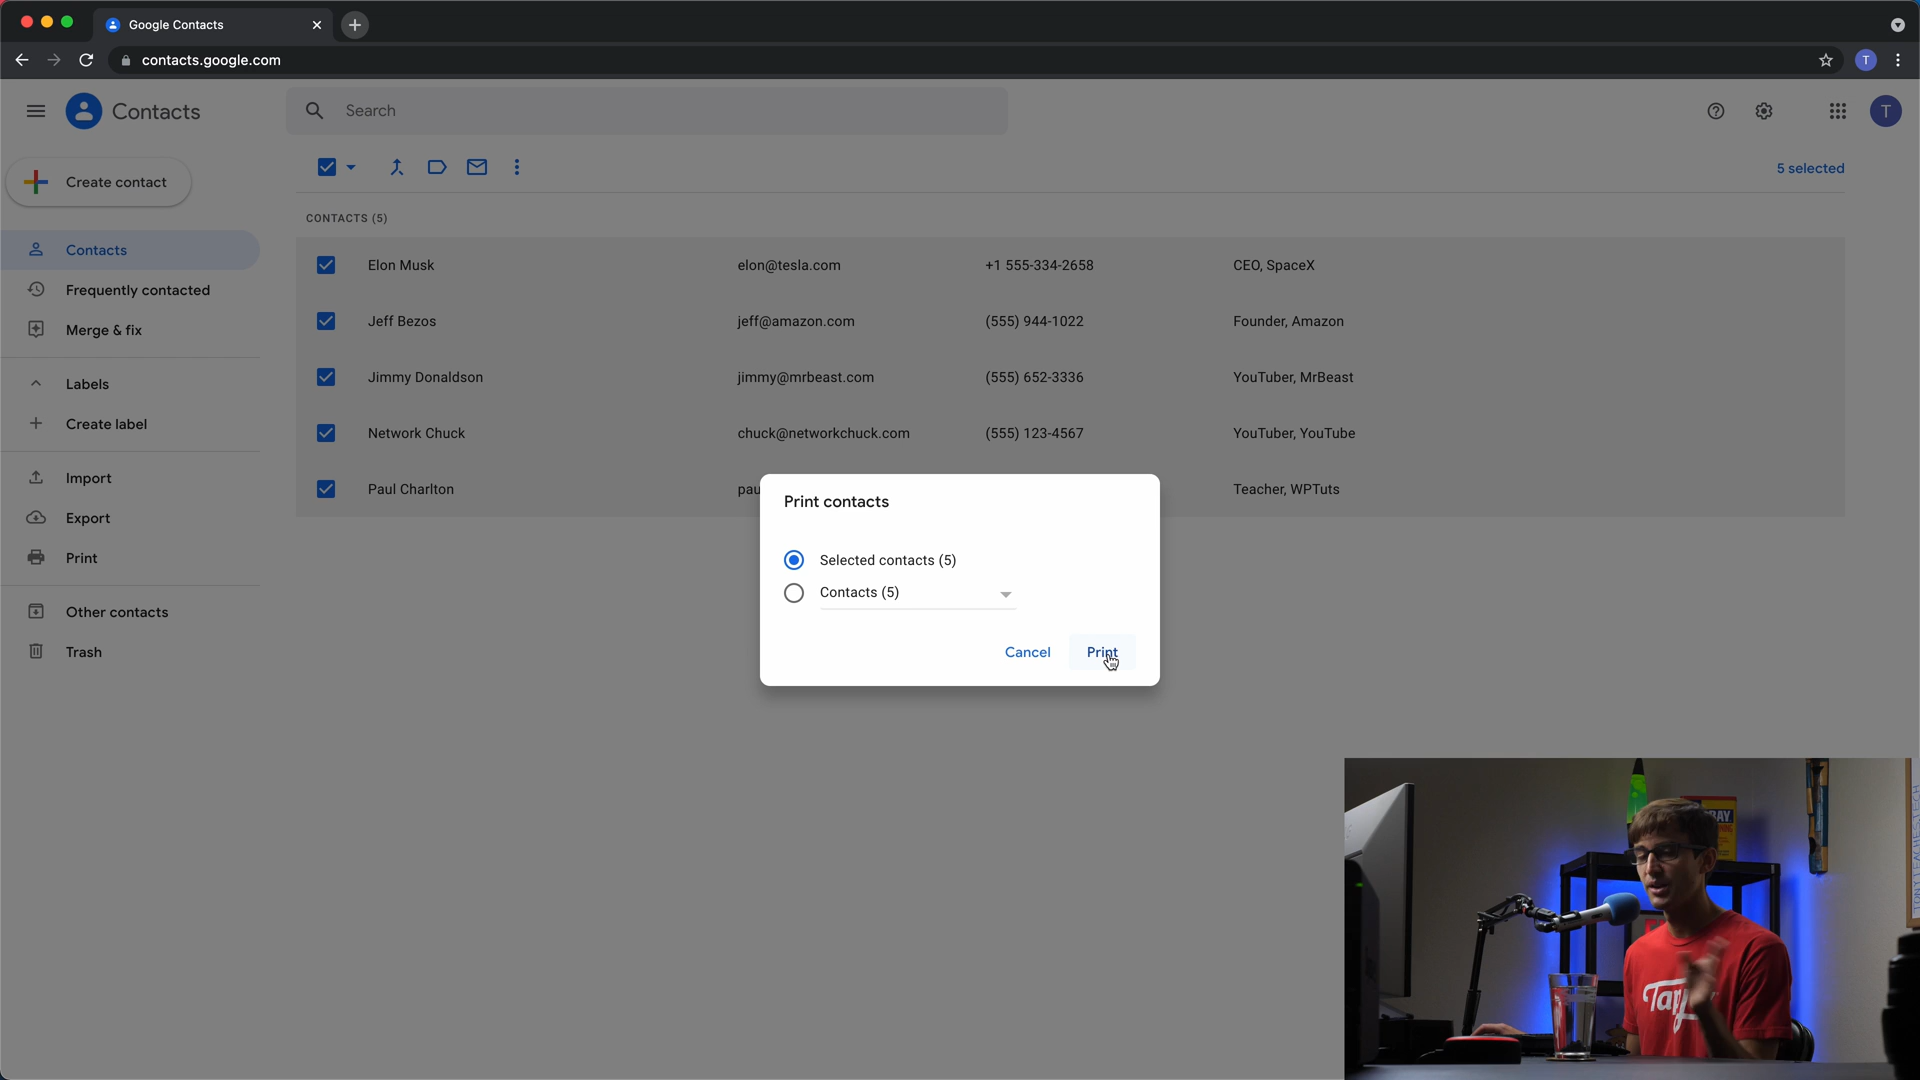 Google Contacts
contacts.google.com
T
Contacts
Search
T
Create contact
5 selected
CONTACTS (5)
Contacts
Frequently contacted
Merge & fix
Labels
Create label
Import
Export
Print
Other contacts
Trash
Elon Musk elon@tesla.com +1 555-334-2658 CEO, SpaceX
Jeff Bezos jeff@amazon.com (555) 944-1022 Founder, Amazon
Jimmy Donaldson jimmy@mrbeast.com (555) 652-3336 YouTuber, MrBeast
Network Chuck chuck@networkchuck.com (555) 123-4567 YouTuber, YouTube
Paul Charlton pau Teacher, WPTuts
Print contacts
Selected contacts (5)
Contacts (5)
Cancel Print